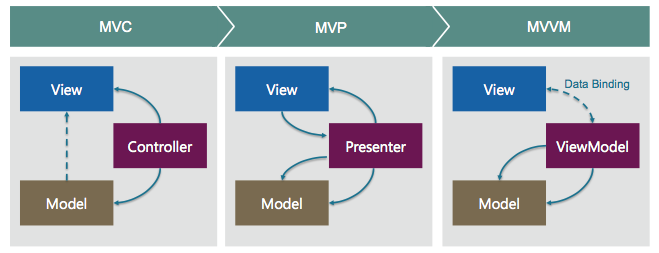 MVC
MVP
MVVM
View
Controller
Model
View
Presenter
Model
View
Data Binding
ViewModel
Model